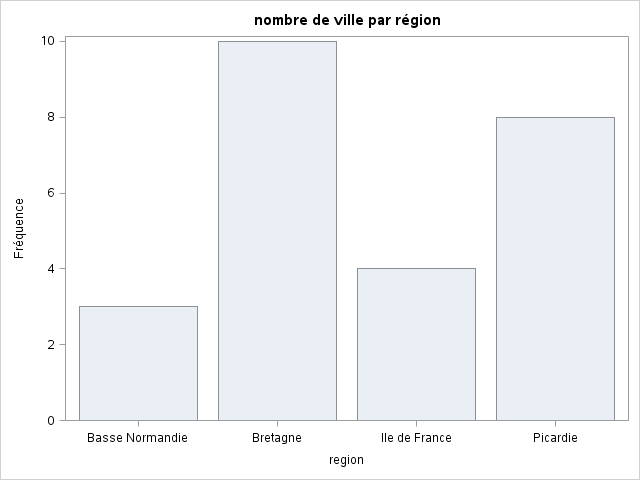 nombre de ville par région
10
8
6
4
2
0
Fréquence
Basse Normandie
Bretagne
Ile de France
Picardie
region